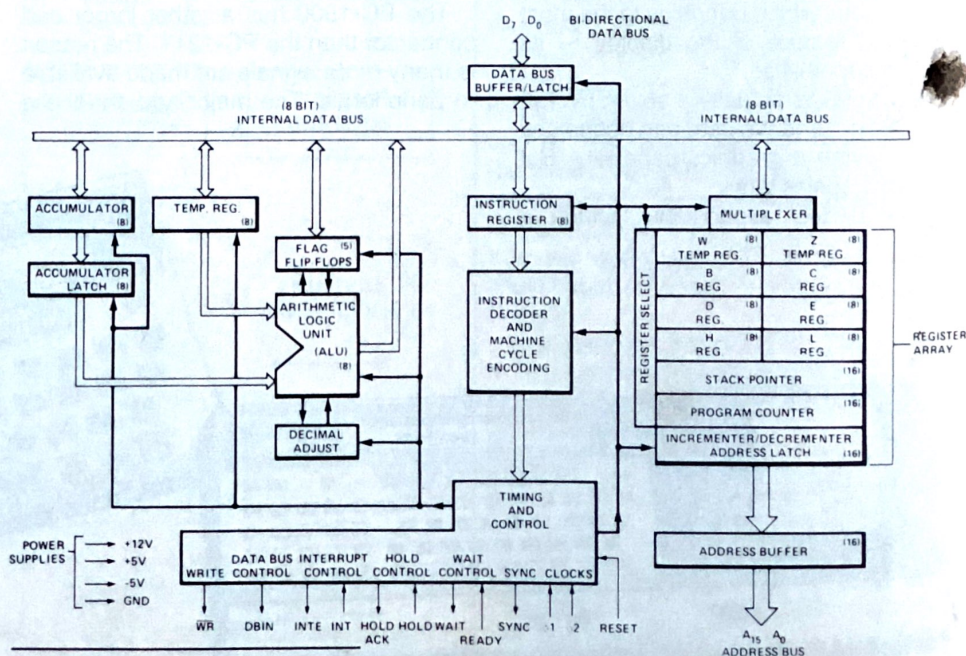 D7 D0 BI-DIRECTIONAL
DATA BUS
DATA BUS
BUFFER/LATCH
(8 BIT)
INTERNAL DATA BUS
(8 BIT)
INTERNAL DATA BUS
ACCUMULATOR
(8)
TEMP. REG.
(8)
ACCUMULATOR
LATCH (8)
FLAG (5)
FLIP FLOPS
ARITHMETIC
LOGIC
UNIT
(ALU)
(8)
DECIMAL
ADJUST
INSTRUCTION
REGISTER (8)
INSTRUCTION
DECODER
AND
MACHINE
CYCLE
ENCODING
MULTIPLEXER
REGISTER SELECT
W (8)
TEMP REG.
Z (8)
TEMP REG.
B (8)
REG.
C (8)
REG.
D (8)
REG.
E (8)
REG.
H (8)
REG.
L (8)
REG.
STACK POINTER (16)
PROGRAM COUNTER (16)
INCREMENTER/DECREMENTER
ADDRESS LATCH (16)
REGISTER
ARRAY
TIMING
AND
CONTROL
DATA BUS INTERRUPT HOLD WAIT
WRITE CONTROL CONTROL CONTROL CONTROL SYNC CLOCKS
POWER
SUPPLIES
+12V
+5V
-5V
GND
WR DBIN INTE INT HOLD HOLD WAIT SYNC 1 2 RESET
ACK READY
ADDRESS BUFFER (16)
A15 A0
ADDRESS BUS